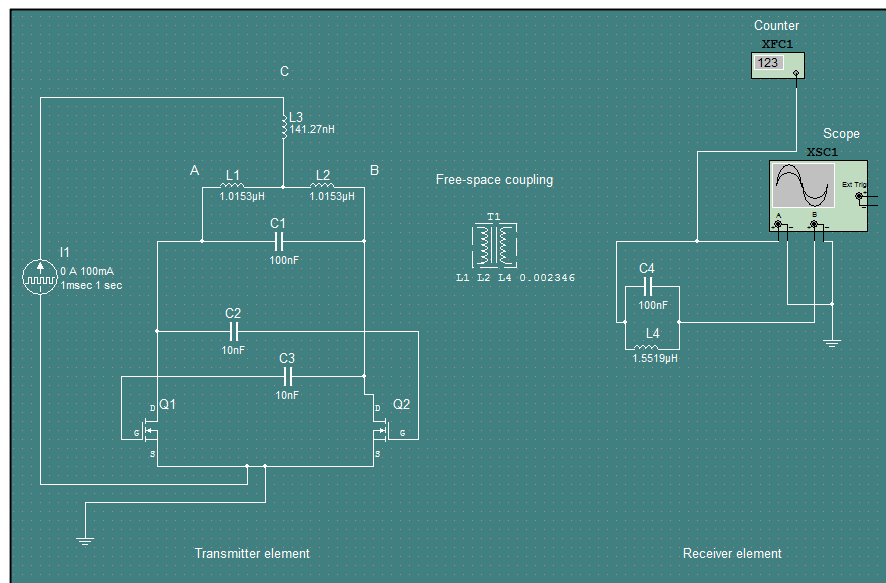 Counter
XFC1
123
C
L3
141.27nH
Scope
XSC1
Ext Trig
+
-
A
B
+ - + -
A
L1
1.0153µH
L2
1.0153µH
B
Free-space coupling
T1
L1 L2 L4 0.002346
C1
100nF
I1
0 A 100mA
1msec 1 sec
C4
100nF
L4
1.5519µH
C2
10nF
C3
10nF
Q1
D
G
S
Q2
D
G
S
Transmitter element
Receiver element